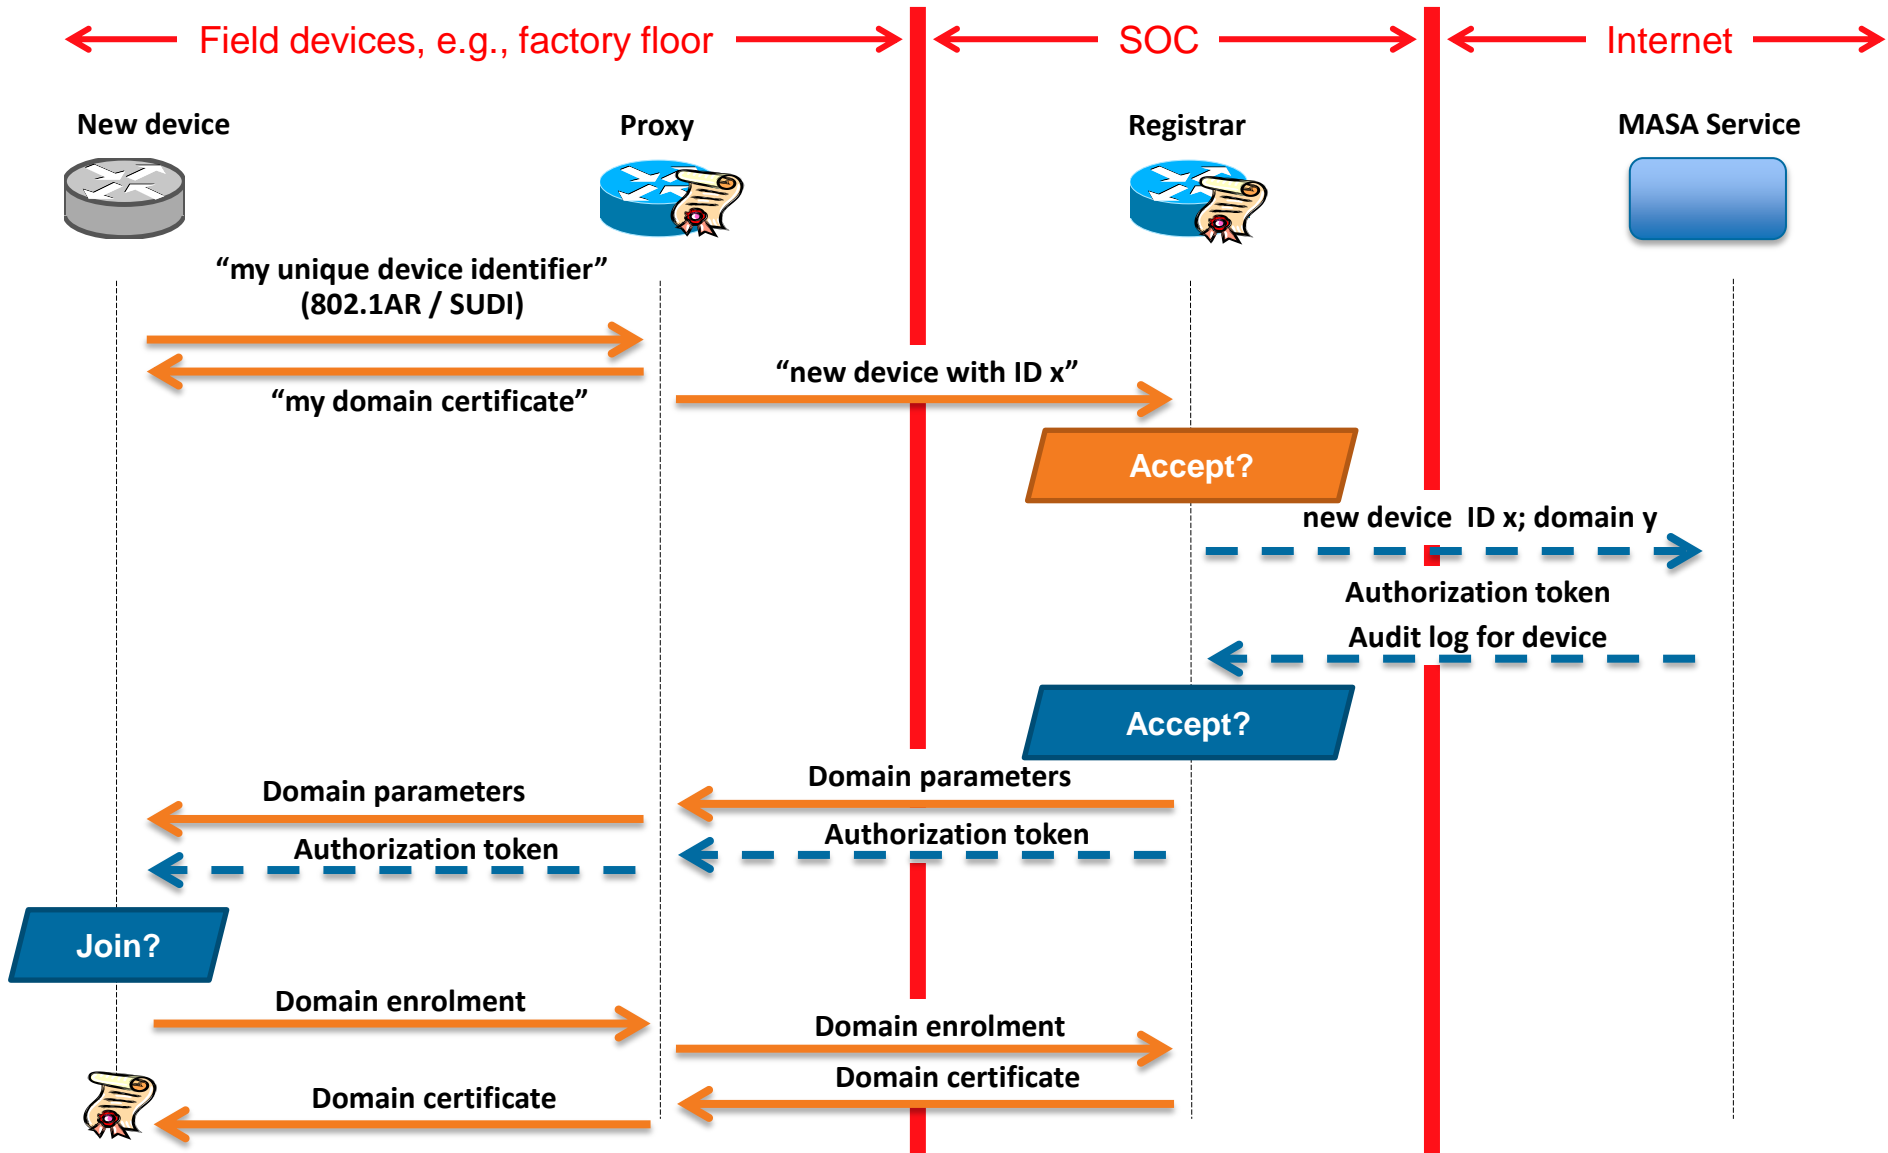 Field devices, e.g., factory floor
SOC
Internet
New device
Proxy
Registrar
MASA Service
“my unique device identifier”
(802.1AR / SUDI)
“my domain certificate”
“new device with ID x”
Accept?
new device  ID x; domain y
Authorization token
Audit log for device
Accept?
Domain parameters
Domain parameters
Authorization token
Authorization token
Join?
Domain enrolment
Domain enrolment
Domain certificate
Domain certificate